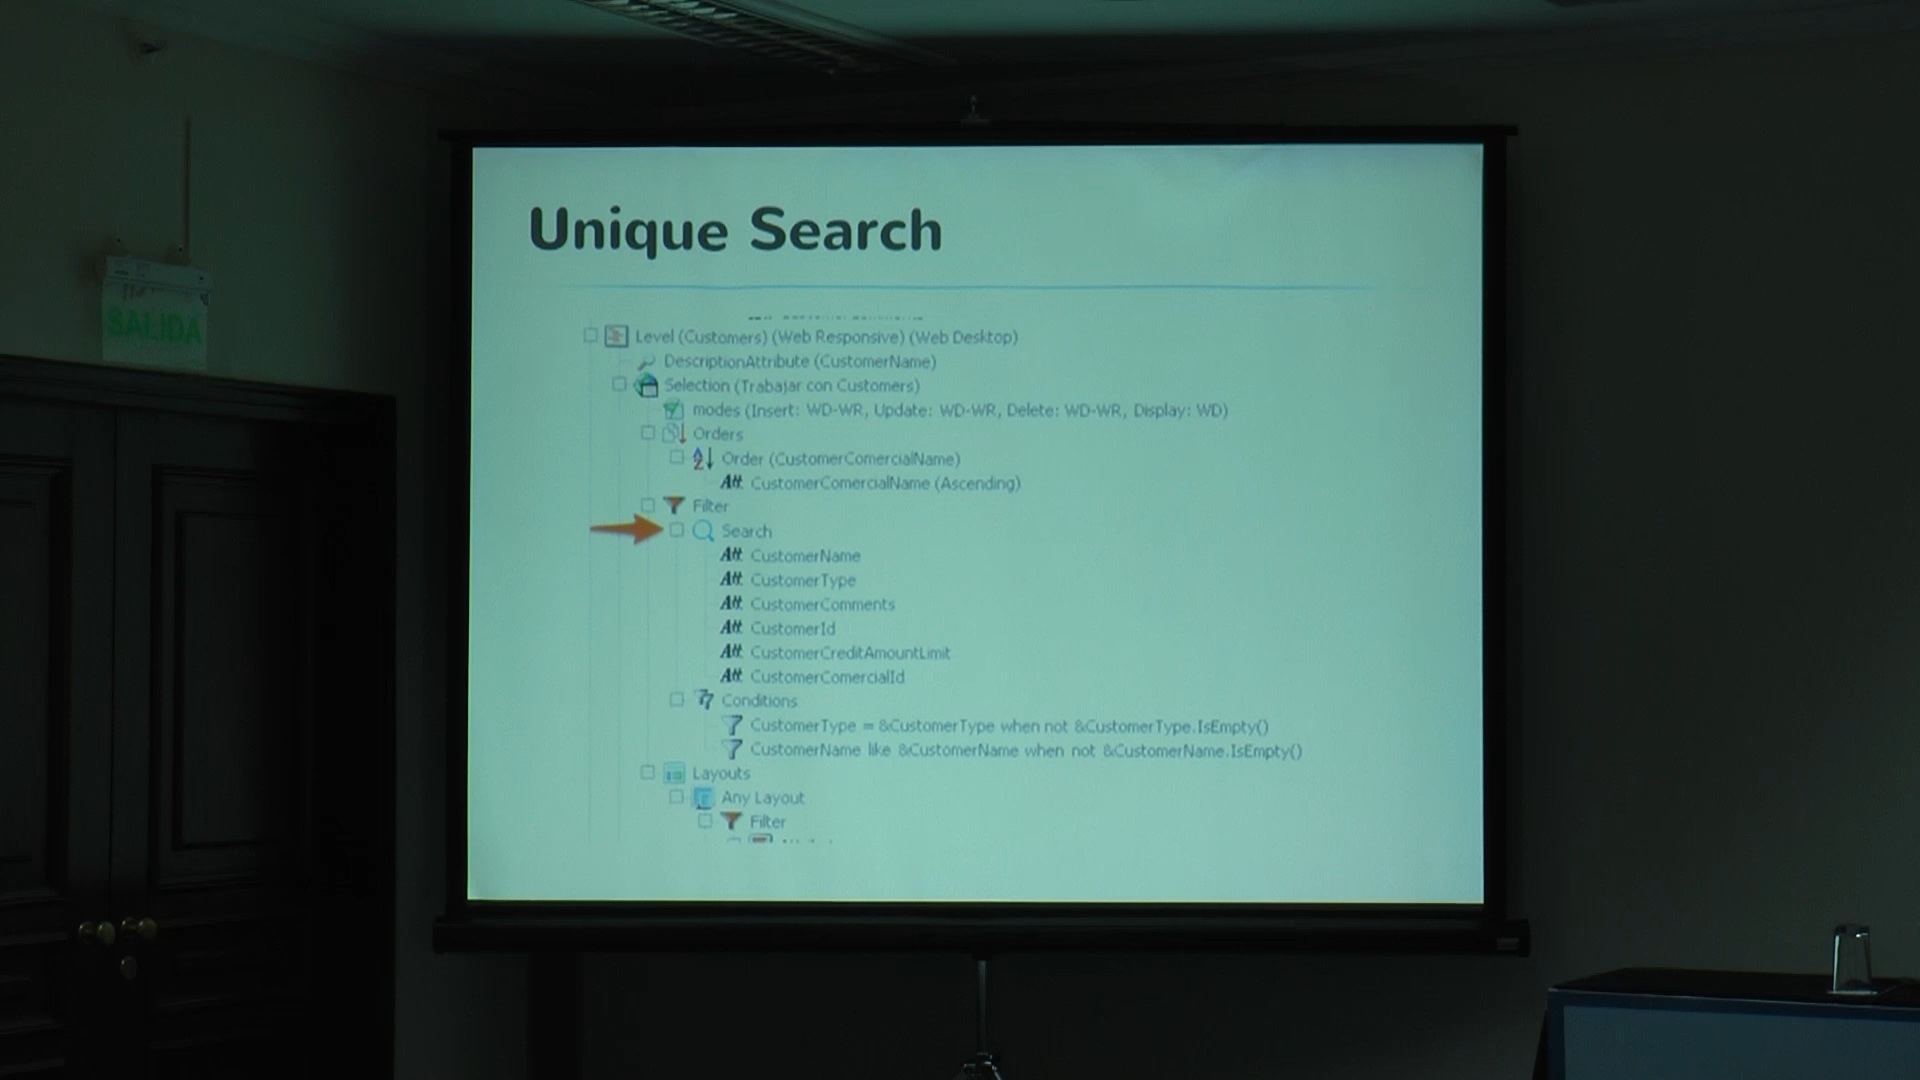 SALIDA
Unique Search
Level (Customers) (Web Responsive) (Web Desktop)
DescriptionAttribute (CustomerName)
Selection (Trabajar con Customers)
modes (Insert: WD-WR, Update: WD-WR, Delete: WD-WR, Display: WD)
Orders
Order (CustomerComercialName)
Att CustomerComercialName (Ascending)
Filter
Search
Att CustomerName
Att CustomerType
Att CustomerComments
Att CustomerId
Att CustomerCreditAmountLimit
Att CustomerComercialId
Conditions
CustomerType = &CustomerType when not &CustomerType.IsEmpty()
CustomerName like &CustomerName when not &CustomerName.IsEmpty()
Layouts
Any Layout
Filter